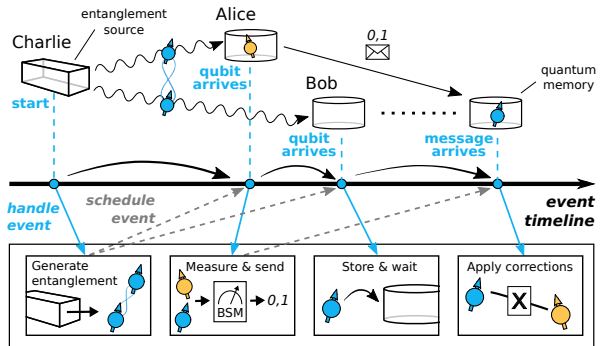 Charlie
entanglement
source
Alice
0,1
Bob
quantum
memory
start
qubit
arrives
qubit
arrives
message
arrives
event
timeline
handle
event
schedule
event
Generate
entanglement
Measure & send
BSM
0,1
Store & wait
Apply corrections
X